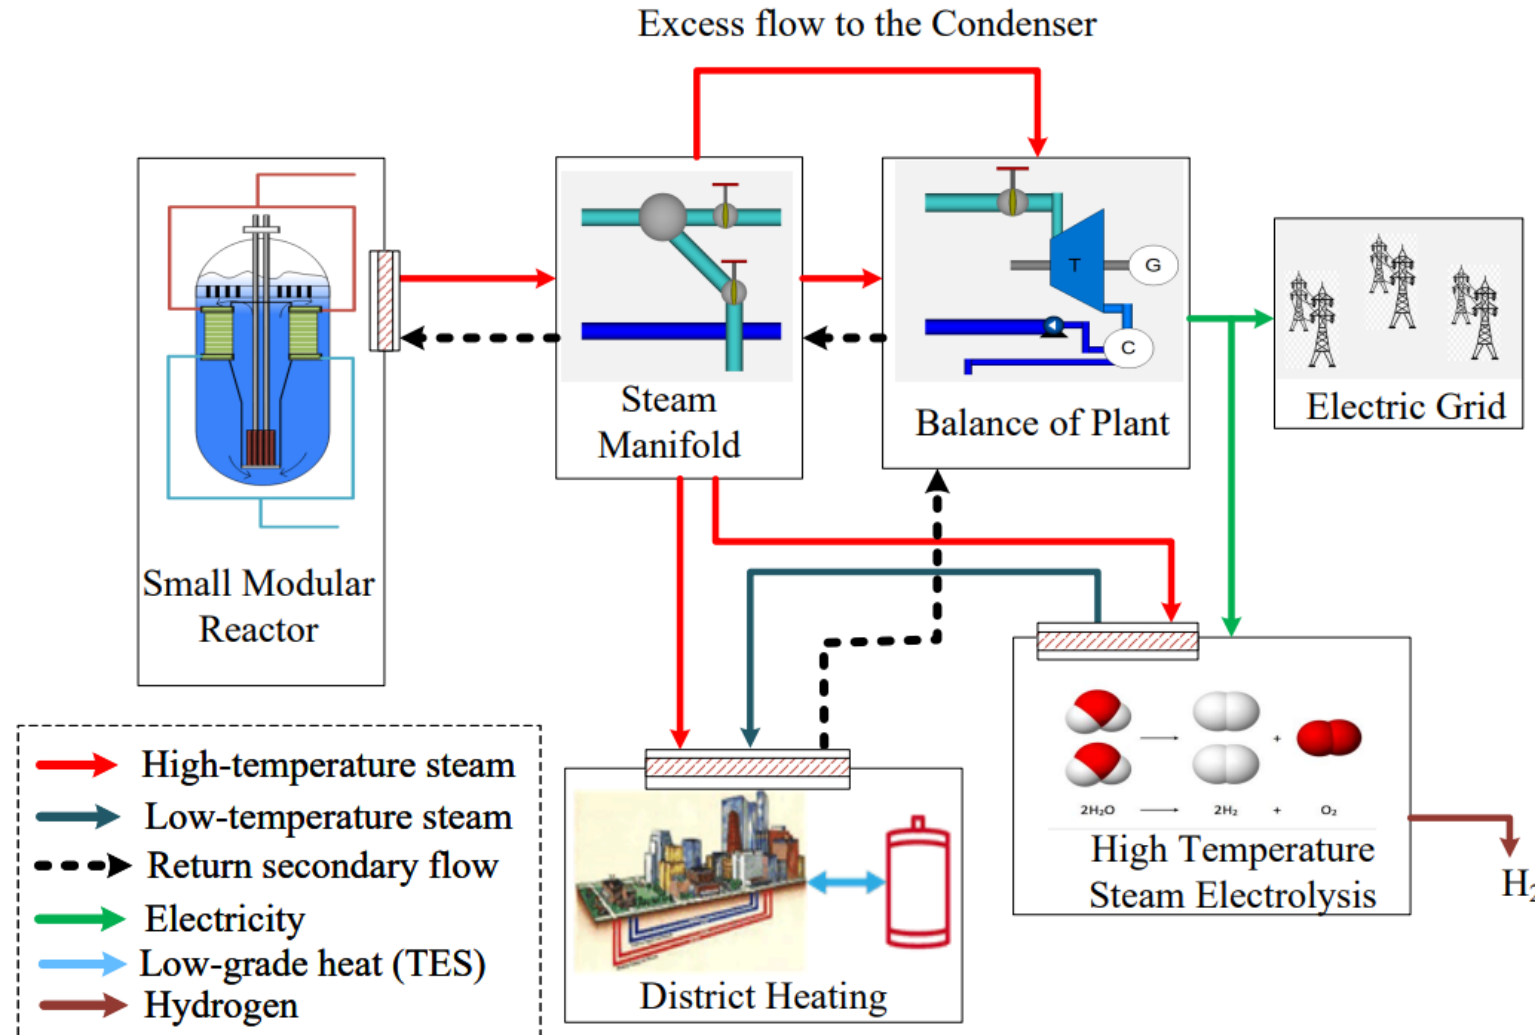 Excess flow to the Condenser
T
G
C
Steam
Manifold
Balance of Plant
Electric Grid
Small Modular
Reactor
High-temperature steam
Low-temperature steam
Return secondary flow
Electricity
Low-grade heat (TES)
Hydrogen
2H₂O
2H₂
+
O₂
+
High Temperature
Steam Electrolysis
H₂
District Heating